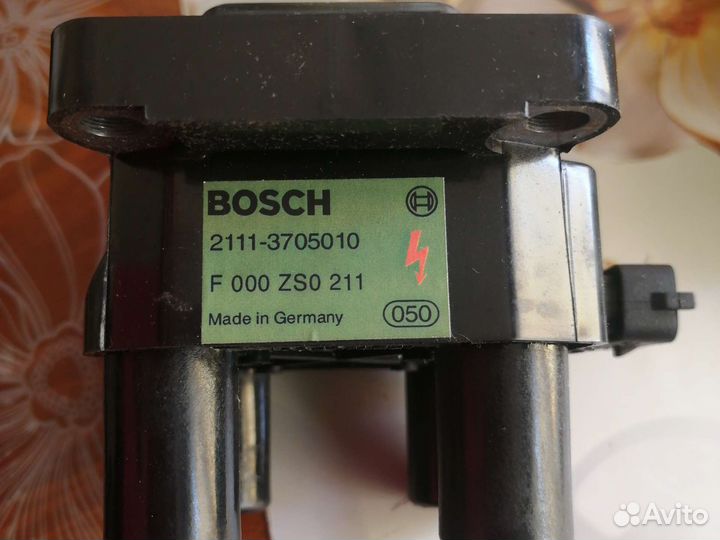 BOSCH
2111-3705010
F 000 ZS0 211
Made in Germany
050
Avito